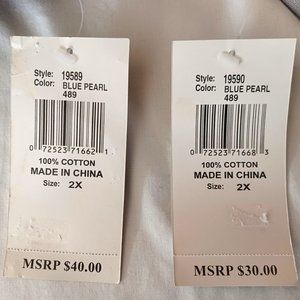 Style: 19589
Color: BLUE PEARL
489
0 72523 71662 1
100% COTTON
MADE IN CHINA
Size: 2X
MSRP $40.00
Style: 19590
Color: BLUE PEARL
489
0 72523 71668 3
100% COTTON
MADE IN CHINA
Size: 2X
MSRP $30.00